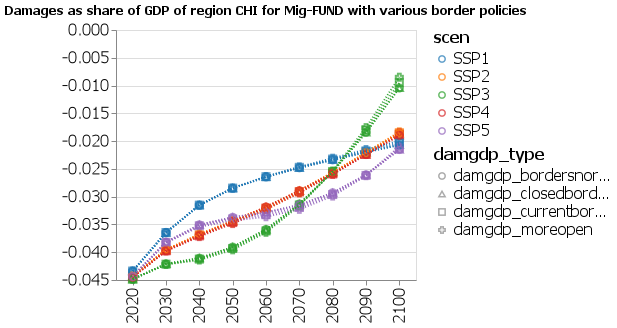 Damages as share of GDP of region CHI for Mig-FUND with various border policies
-0.000
-0.005
-0.010
-0.015
-0.020
-0.025
-0.030
-0.035
-0.040
-0.045
2020
2030
2040
2050
2060
2070
2080
2090
2100
scen
SSP1
SSP2
SSP3
SSP4
SSP5
damgdp_type
damgdp_bordersnor...
damgdp_closedbord...
damgdp_currentbor...
damgdp_moreopen